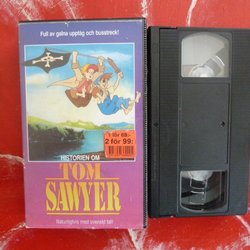 Full av galna upptåg och busstreck!
1 för 69:-
2 för 99:-
HISTORIEN OM
TOM
SAWYER
Naturligtvis med svenskt tal!